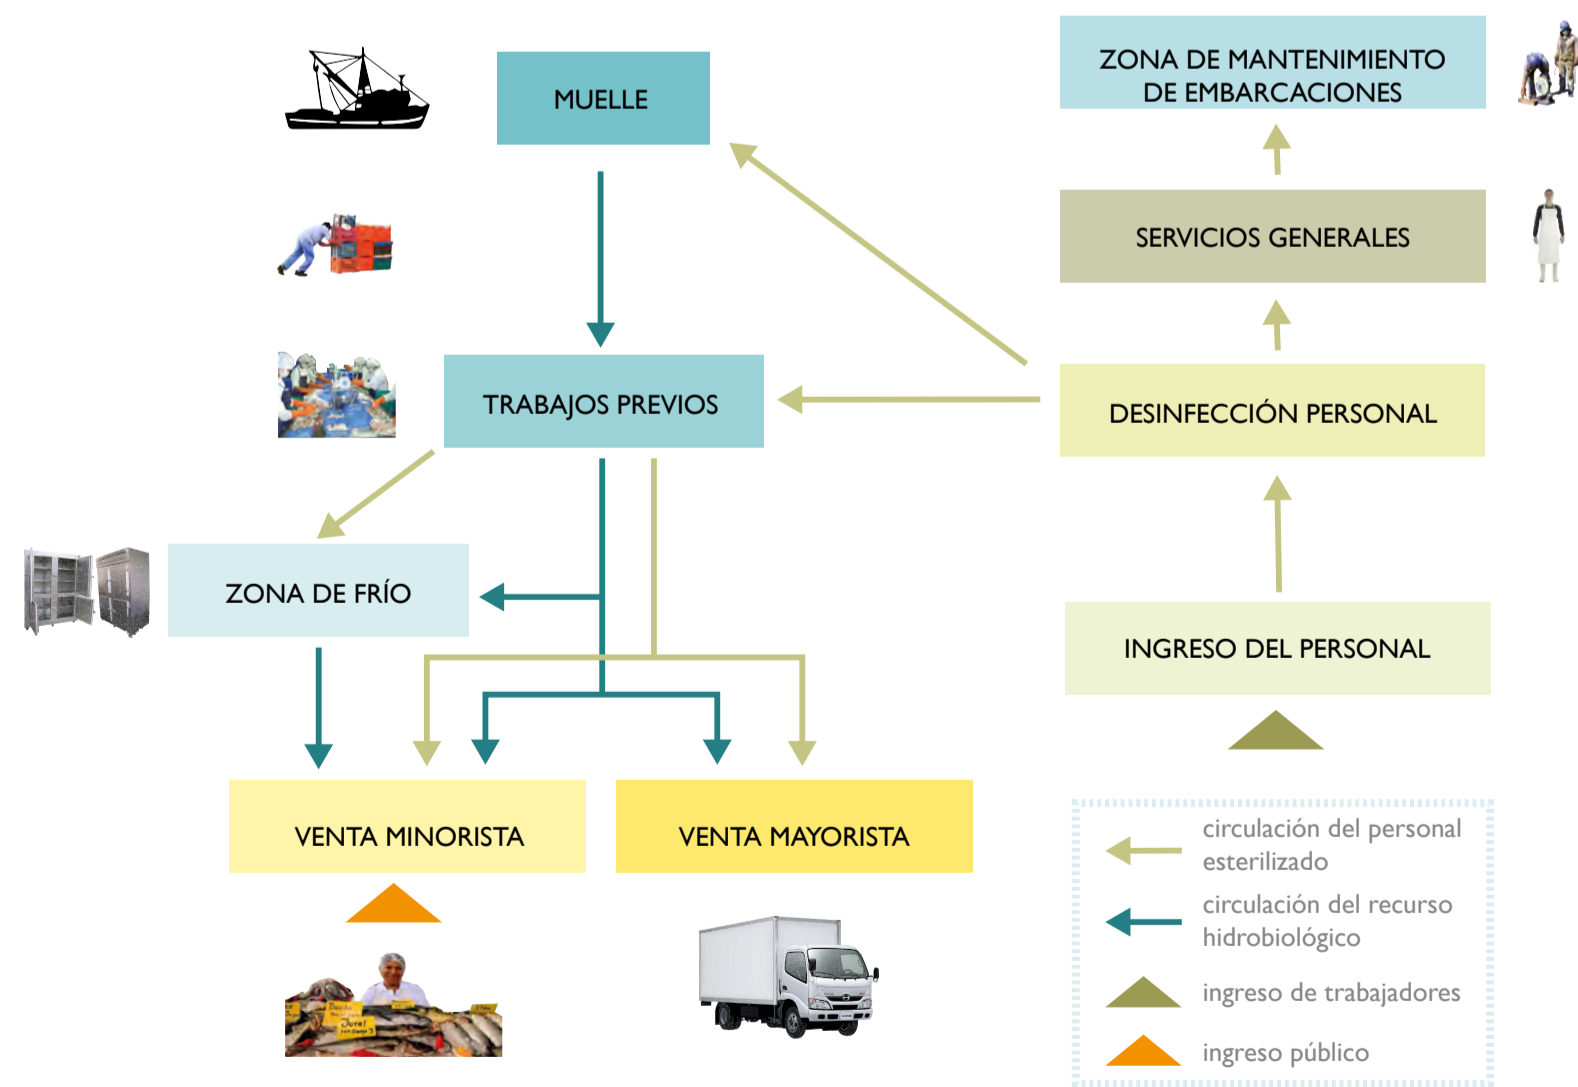 MUELLE
ZONA DE MANTENIMIENTO
DE EMBARCACIONES
SERVICIOS GENERALES
TRABAJOS PREVIOS
DESINFECCIÓN PERSONAL
ZONA DE FRÍO
INGRESO DEL PERSONAL
VENTA MINORISTA
VENTA MAYORISTA
circulación del personal
esterilizado
circulación del recurso
hidrobiológico
ingreso de trabajadores
ingreso público
Jurel